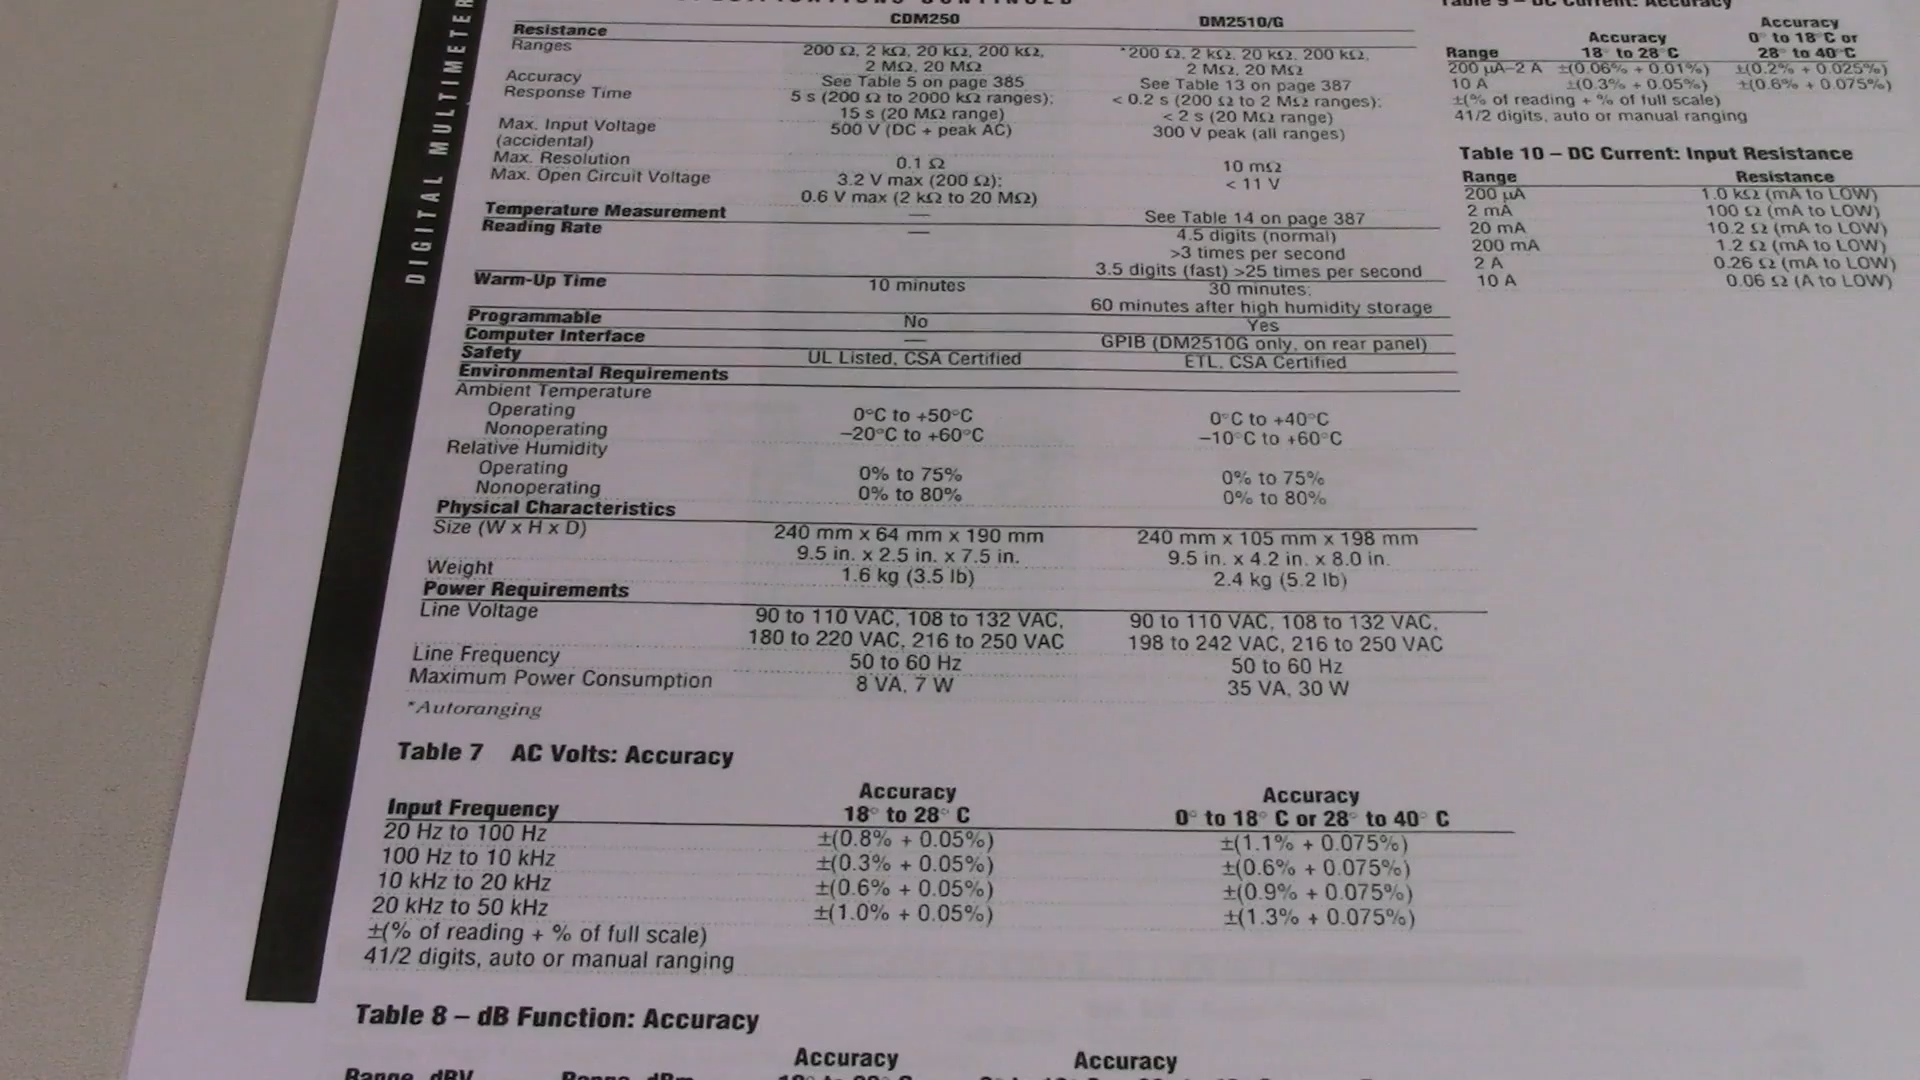 DIGITAL MULTIMETER
CDM250 DM2510/G
Resistance
Ranges 200 Ω, 2 kΩ, 20 kΩ, 200 kΩ, *200 Ω, 2 kΩ, 20 kΩ, 200 kΩ,
2 MΩ, 20 MΩ 2 MΩ, 20 MΩ
Accuracy See Table 5 on page 385 See Table 13 on page 387
Response Time 5 s (200 Ω to 2000 kΩ ranges); < 0.2 s (200 Ω to 2 MΩ ranges);
15 s (20 MΩ range) < 2 s (20 MΩ range)
Max. Input Voltage 500 V (DC + peak AC) 300 V peak (all ranges)
(accidental)
Max. Resolution 0.1 Ω 10 mΩ
Max. Open Circuit Voltage 3.2 V max (200 Ω); < 11 V
0.6 V max (2 kΩ to 20 MΩ)
Temperature Measurement — See Table 14 on page 387
Reading Rate — 4.5 digits (normal)
>3 times per second
3.5 digits (fast) >25 times per second
Warm-Up Time 10 minutes 30 minutes;
60 minutes after high humidity storage
Programmable No Yes
Computer Interface — GPIB (DM2510G only, on rear panel)
Safety UL Listed, CSA Certified ETL, CSA Certified
Environmental Requirements
Ambient Temperature
Operating 0°C to +50°C 0°C to +40°C
Nonoperating –20°C to +60°C –10°C to +60°C
Relative Humidity
Operating 0% to 75% 0% to 75%
Nonoperating 0% to 80% 0% to 80%
Physical Characteristics
Size (W x H x D) 240 mm x 64 mm x 190 mm 240 mm x 105 mm x 198 mm
9.5 in. x 2.5 in. x 7.5 in. 9.5 in. x 4.2 in. x 8.0 in.
Weight 1.6 kg (3.5 lb) 2.4 kg (5.2 lb)
Power Requirements
Line Voltage 90 to 110 VAC, 108 to 132 VAC, 90 to 110 VAC, 108 to 132 VAC,
180 to 220 VAC, 216 to 250 VAC 198 to 242 VAC, 216 to 250 VAC
Line Frequency 50 to 60 Hz 50 to 60 Hz
Maximum Power Consumption 8 VA, 7 W 35 VA, 30 W
*Autoranging
Table 7 AC Volts: Accuracy
Accuracy Accuracy
Input Frequency 18° to 28° C 0° to 18° C or 28° to 40° C
20 Hz to 100 Hz ±(0.8% + 0.05%) ±(1.1% + 0.075%)
100 Hz to 10 kHz ±(0.3% + 0.05%) ±(0.6% + 0.075%)
10 kHz to 20 kHz ±(0.6% + 0.05%) ±(0.9% + 0.075%)
20 kHz to 50 kHz ±(1.0% + 0.05%) ±(1.3% + 0.075%)
±(% of reading + % of full scale)
41/2 digits, auto or manual ranging
Table 8 – dB Function: Accuracy
Accuracy Accuracy
Range, dBV Range, dBm
Table 9 – DC Current: Accuracy
Accuracy
Accuracy 0° to 18°C or
Range 18° to 28°C 28° to 40°C
200 µA–2 A ±(0.06% + 0.01%) ±(0.2% + 0.025%)
10 A ±(0.3% + 0.05%) ±(0.6% + 0.075%)
±(% of reading + % of full scale)
41/2 digits, auto or manual ranging
Table 10 – DC Current: Input Resistance
Range Resistance
200 µA 1.0 kΩ (mA to LOW)
2 mA 100 Ω (mA to LOW)
20 mA 10.2 Ω (mA to LOW)
200 mA 1.2 Ω (mA to LOW)
2 A 0.26 Ω (mA to LOW)
10 A 0.06 Ω (A to LOW)